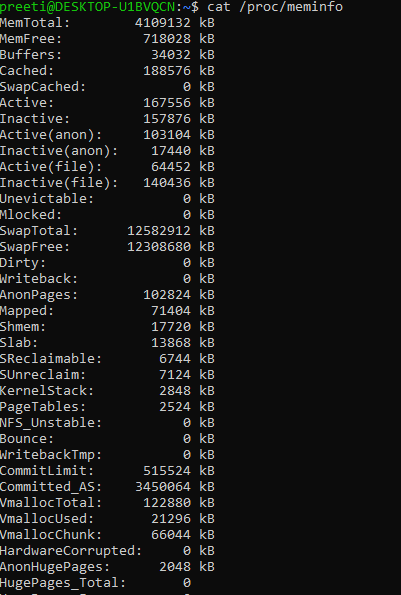 preeti@DESKTOP-U1BVQCN:~$ cat /proc/meminfo
MemTotal:        4109132 kB
MemFree:          718028 kB
Buffers:           34032 kB
Cached:           188576 kB
SwapCached:            0 kB
Active:           167556 kB
Inactive:         157876 kB
Active(anon):     103104 kB
Inactive(anon):    17440 kB
Active(file):      64452 kB
Inactive(file):   140436 kB
Unevictable:           0 kB
Mlocked:               0 kB
SwapTotal:      12582912 kB
SwapFree:       12308680 kB
Dirty:                 0 kB
Writeback:             0 kB
AnonPages:        102824 kB
Mapped:            71404 kB
Shmem:             17720 kB
Slab:              13868 kB
SReclaimable:       6744 kB
SUnreclaim:         7124 kB
KernelStack:        2848 kB
PageTables:         2524 kB
NFS_Unstable:          0 kB
Bounce:                0 kB
WritebackTmp:          0 kB
CommitLimit:      515524 kB
Committed_AS:    3450064 kB
VmallocTotal:     122880 kB
VmallocUsed:       21296 kB
VmallocChunk:      66044 kB
HardwareCorrupted:     0 kB
AnonHugePages:      2048 kB
HugePages_Total:       0